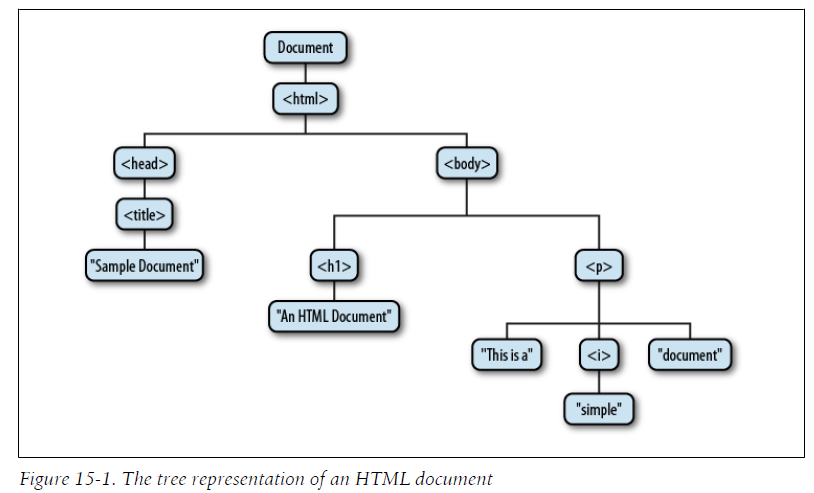 Document
<html>
<head>
<body>
<title>
"Sample Document"
<h1>
<p>
"An HTML Document"
"This is a"
<i>
"document"
"simple"
Figure 15-1. The tree representation of an HTML document